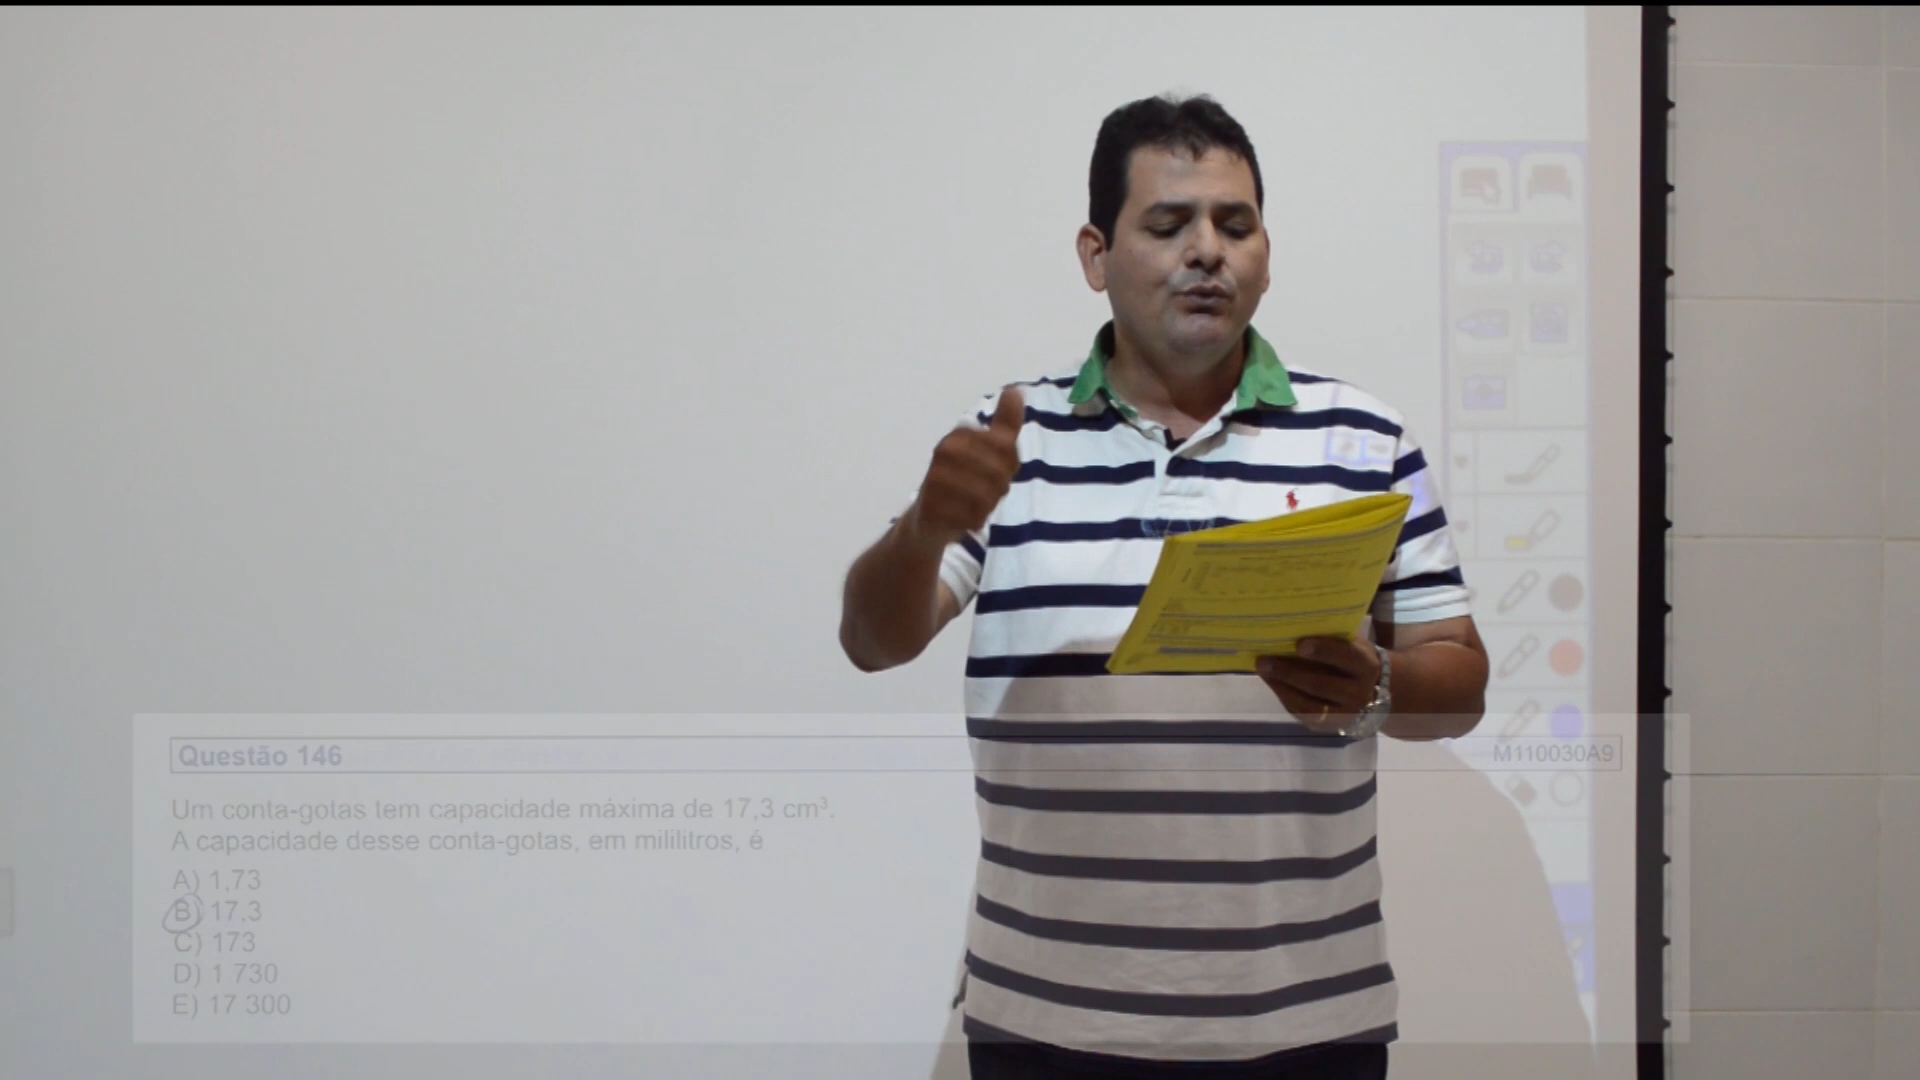 Questão 146
M110030A9
Um conta-gotas tem capacidade máxima de 17,3 cm³.
A capacidade desse conta-gotas, em mililitros, é
A) 1,73
B) 17,3
C) 173
D) 1 730
E) 17 300